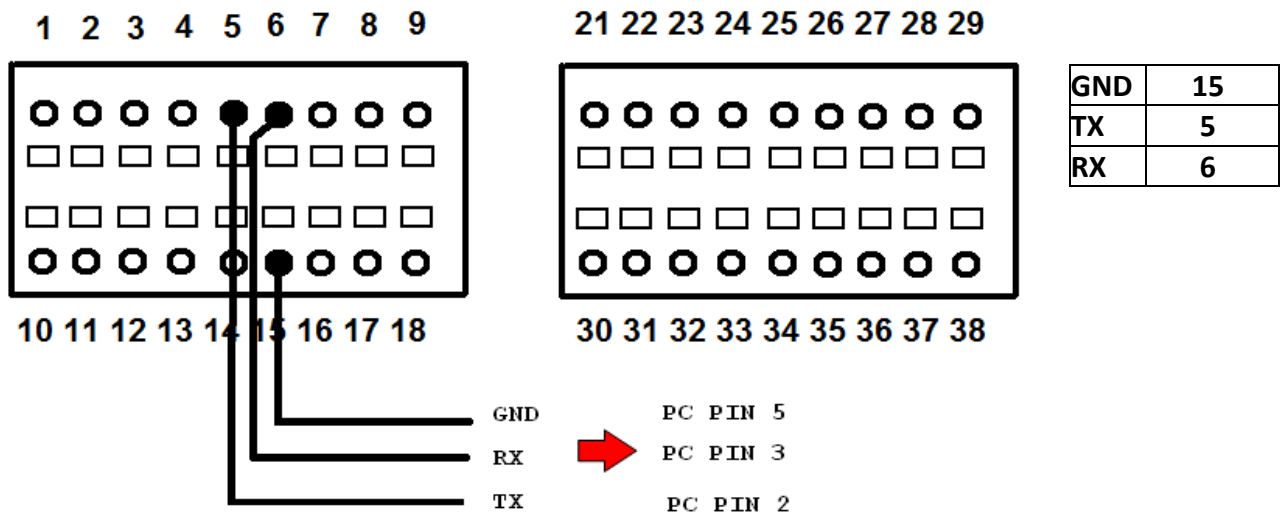 1 2 3 4 5 6 7 8 9
21 22 23 24 25 26 27 28 29
GND 15
TX 5
RX 6
10 11 12 13 14 15 16 17 18
30 31 32 33 34 35 36 37 38
GND PC PIN 5
RX PC PIN 3
TX PC PIN 2